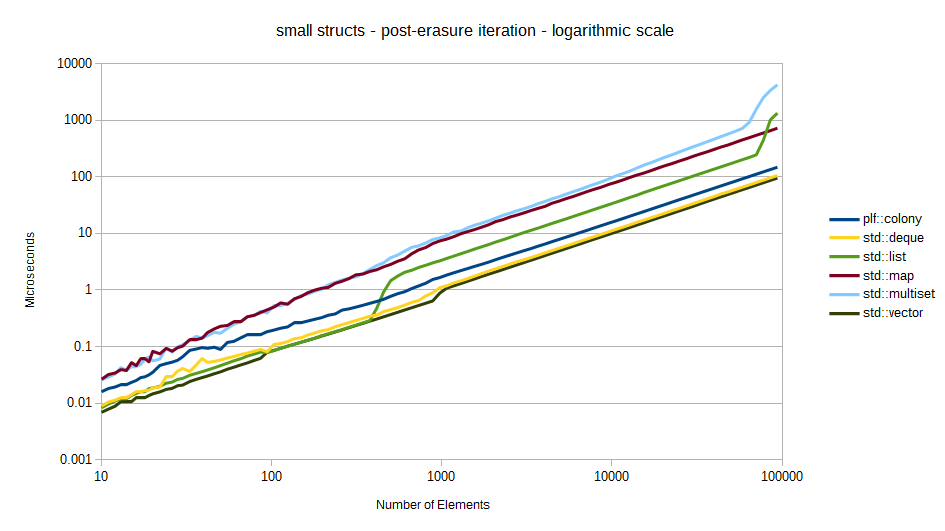 small structs - post-erasure iteration - logarithmic scale
10000
1000
100
10
1
0.1
0.01
0.001
Microseconds
10 100 1000 10000 100000
Number of Elements
plf::colony
std::deque
std::list
std::map
std::multiset
std::vector